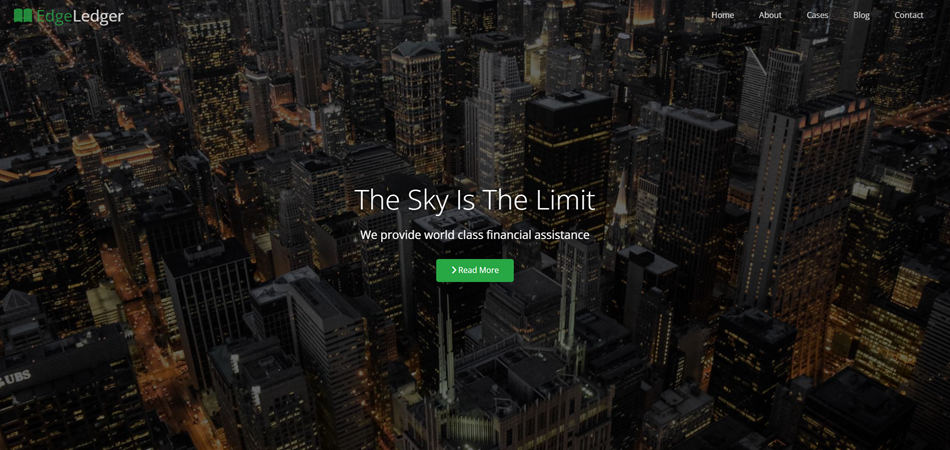 EdgeLedger
Home About Cases Blog Contact
The Sky Is The Limit
We provide world class financial assistance
Read More
UBS